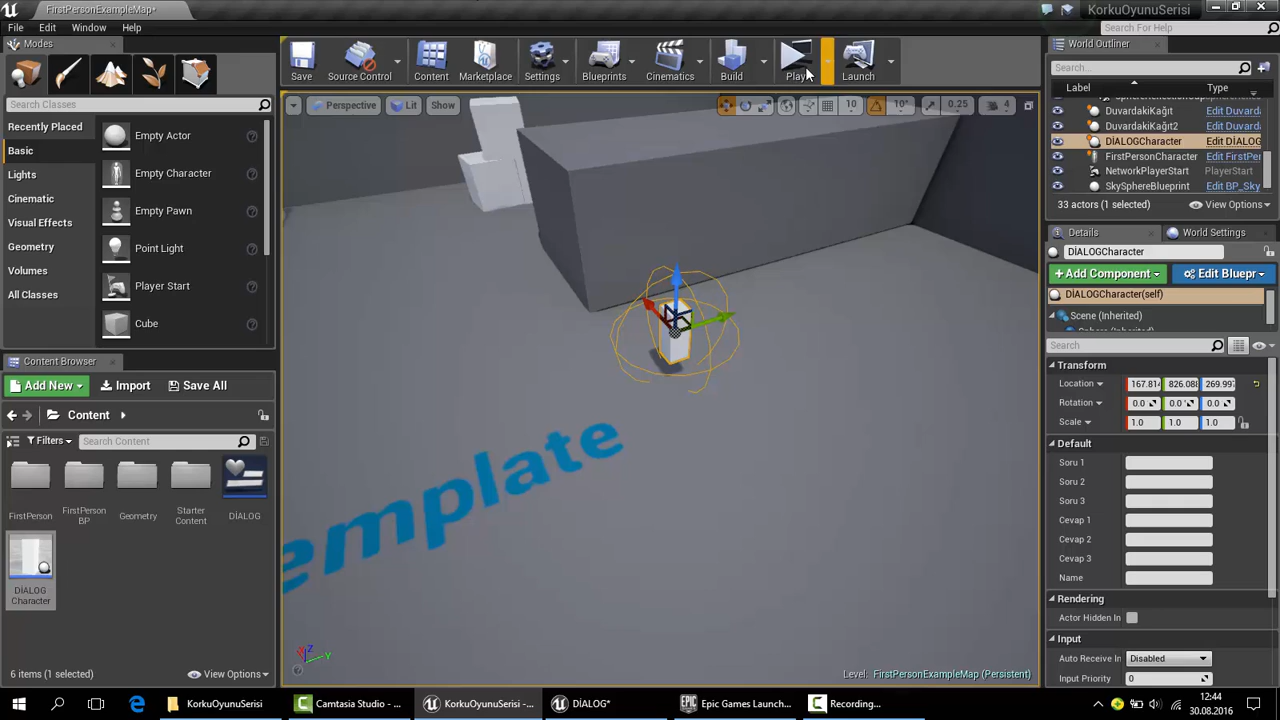 FirstPersonExampleMap*
KorkuOyunuSerisi
File Edit Window Help
Search For Help
Modes
Save Source Control Content Marketplace Settings Blueprints Cinematics Build Play Launch
World Outliner
Search...
Label Type
Search Classes
Perspective Lit Show 10 10° 0.25 4
Recently Placed
Basic
Lights
Cinematic
Visual Effects
Geometry
Volumes
All Classes
Empty Actor
Empty Character
Empty Pawn
Point Light
Player Start
Cube
DuvardakiKağıt Edit Duvard
DuvardakiKağıt2 Edit Duvard
DİALOGCharacter Edit DİALOG
FirstPersonCharacter Edit FirstPe
NetworkPlayerStart PlayerStart
SkySphereBlueprint Edit BP_Sky
33 actors (1 selected) View Options
Details World Settings
DİALOGCharacter
Add Component Edit Bluepr
DİALOGCharacter(self)
Scene (Inherited)
Search
Transform
Location 167.814 826.088 269.997
Rotation 0.0 0.0 0.0
Scale 1.0 1.0 1.0
Default
Soru 1
Soru 2
Soru 3
Cevap 1
Cevap 2
Cevap 3
Name
Rendering
Actor Hidden In
Input
Auto Receive In Disabled
Input Priority 0
Content Browser
Add New Import Save All
Content
Filters Search Content
FirstPerson
FirstPerson BP
Geometry
Starter Content
DİALOG
DİALOG Character
6 items (1 selected) View Options
emplate
Z
X
Y
Level: FirstPersonExampleMap (Persistent)
KorkuOyunuSerisi
Camtasia Studio - ...
KorkuOyunuSerisi - ...
DİALOG*
Epic Games Launch...
Recording...
12:44
30.08.2016